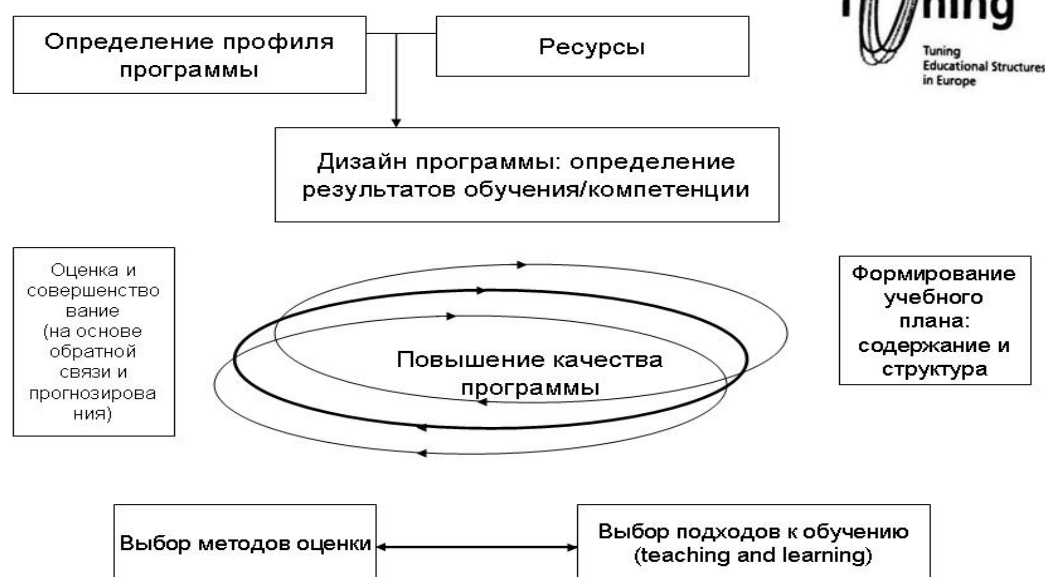 Определение профиля
программы
Ресурсы
Tuning
Educational Structures
in Europe
Дизайн программы: определение
результатов обучения/компетенции
Оценка и
совершенство
вание
(на основе
обратной
связи и
прогнозирова
ния)
Повышение качества
программы
Формирование
учебного
плана:
содержание и
структура
Выбор методов оценки
Выбор подходов к обучению
(teaching and learning)